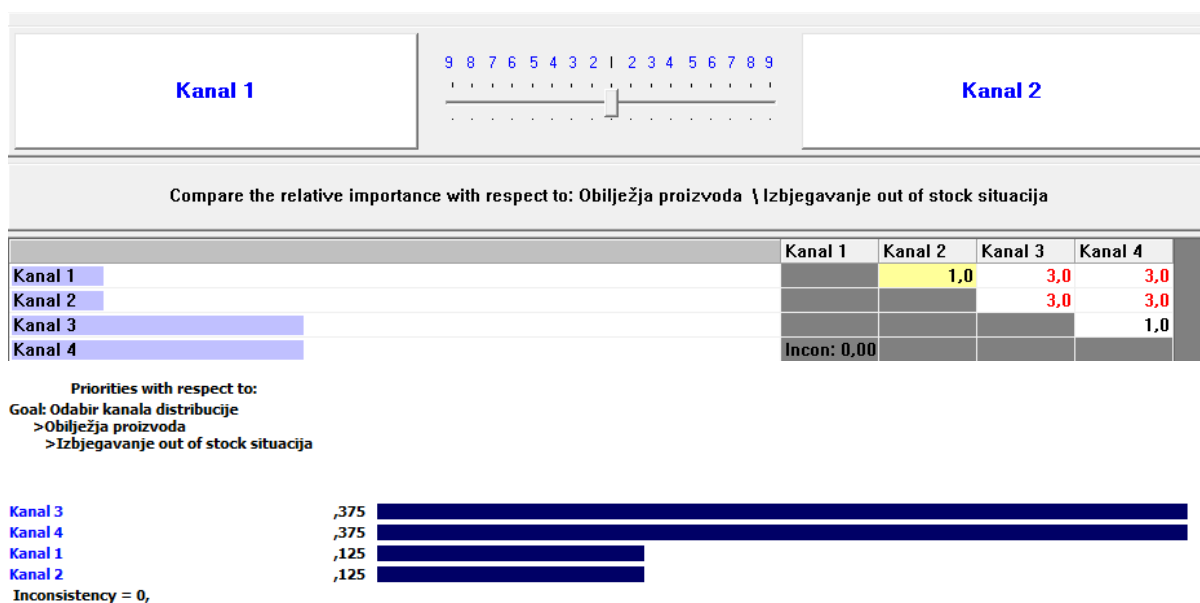 Kanal 1 9 8 7 6 5 4 3 2 1 2 3 4 5 6 7 8 9 Kanal 2
Compare the relative importance with respect to: Obilježja proizvoda \ Izbjegavanje out of stock situacija
Kanal 1 Kanal 2 Kanal 3 Kanal 4
Kanal 1 1,0 3,0 3,0
Kanal 2 3,0 3,0
Kanal 3 1,0
Kanal 4 Incon: 0,00
Priorities with respect to:
Goal: Odabir kanala distribucije
>Obilježja proizvoda
>Izbjegavanje out of stock situacija
Kanal 3 ,375
Kanal 4 ,375
Kanal 1 ,125
Kanal 2 ,125
Inconsistency = 0,